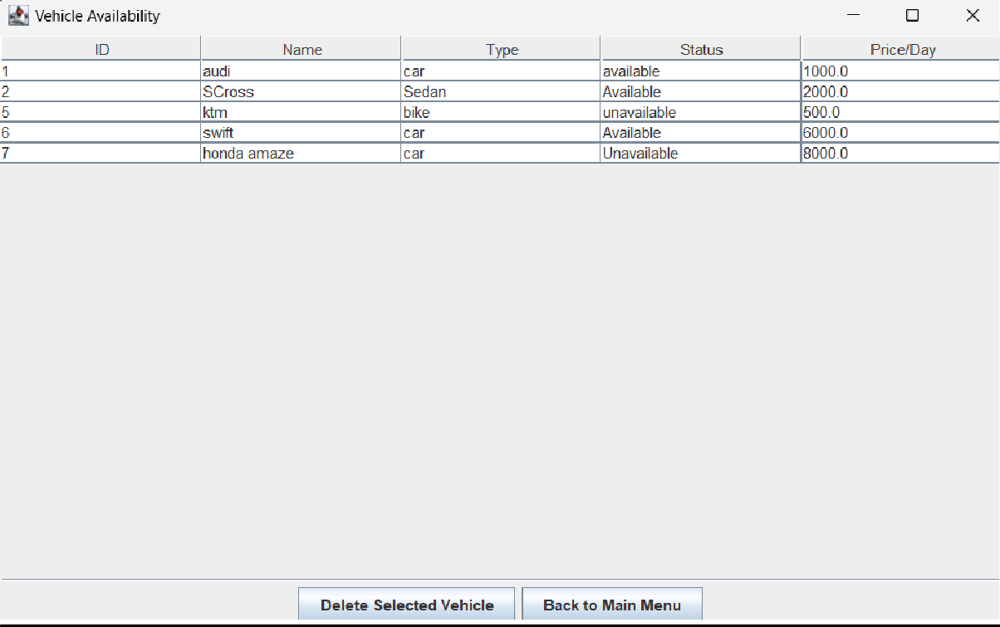 Vehicle Availability
ID Name Type Status Price/Day
1 audi car available 1000.0
2 SCross Sedan Available 2000.0
5 ktm bike unavailable 500.0
6 swift car Available 6000.0
7 honda amaze car Unavailable 8000.0
Delete Selected Vehicle Back to Main Menu